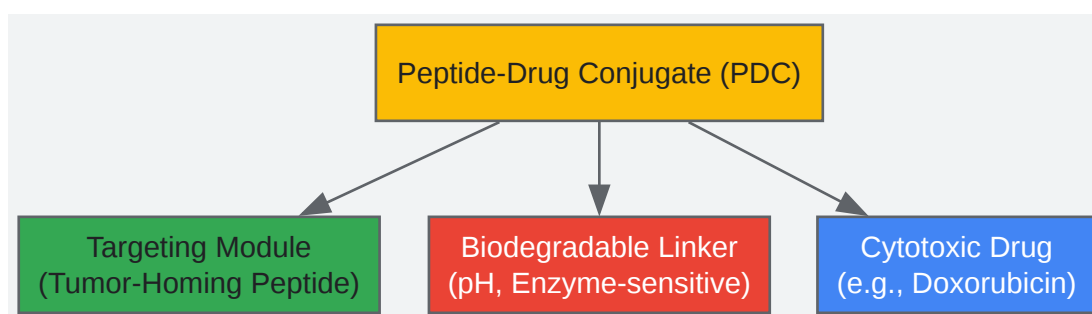 Peptide-Drug Conjugate (PDC)
Targeting Module
(Tumor-Homing Peptide)
Biodegradable Linker
(pH, Enzyme-sensitive)
Cytotoxic Drug
(e.g., Doxorubicin)